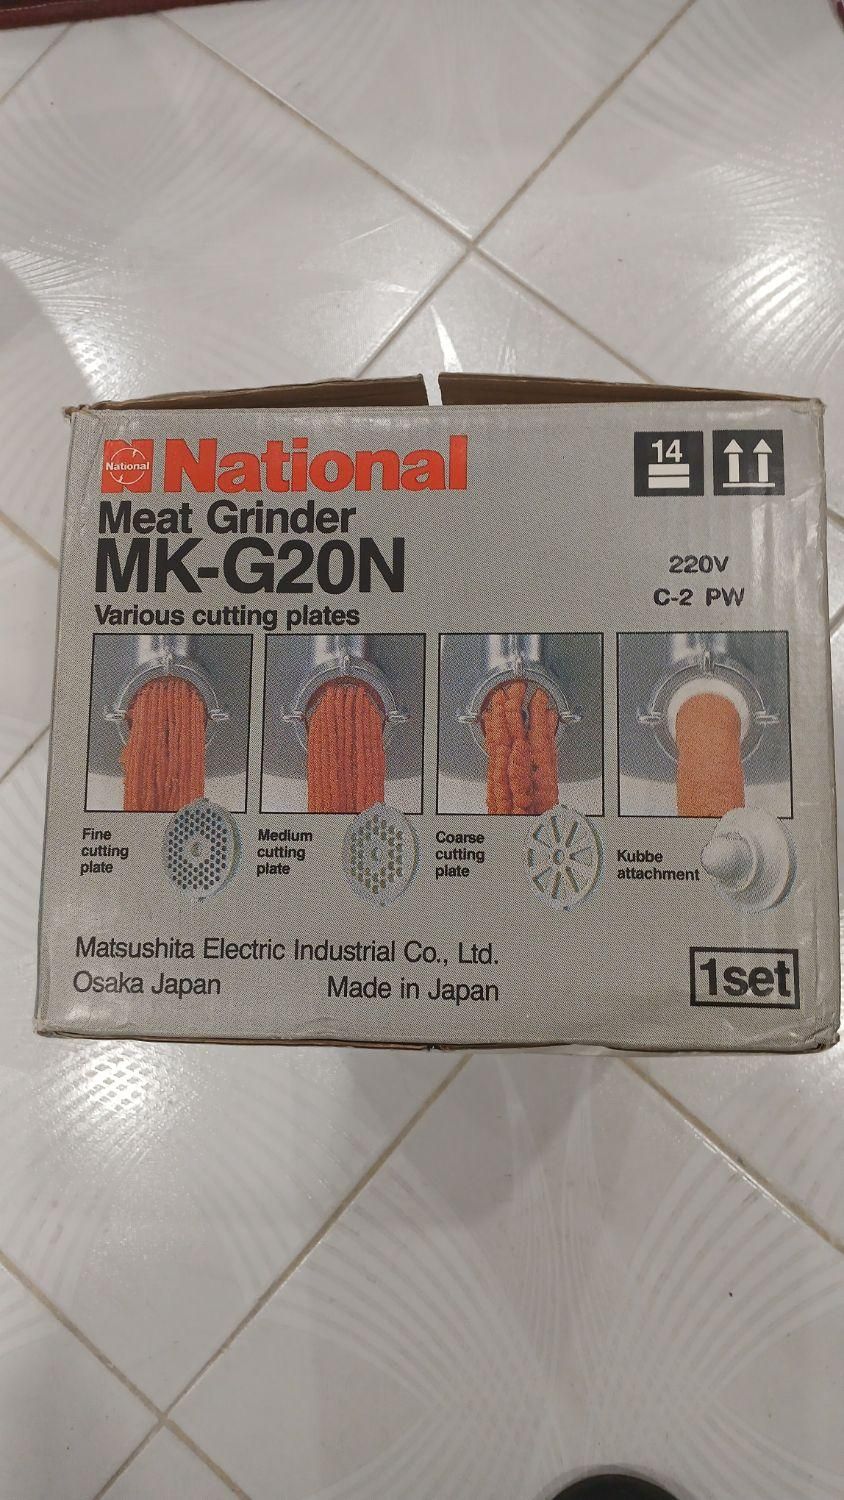 National
National
14
Meat Grinder
MK-G20N
220V
C-2 PW
Various cutting plates
Fine
cutting
plate
Medium
cutting
plate
Coarse
cutting
plate
Kubbe
attachment
Matsushita Electric Industrial Co., Ltd.
Osaka Japan
Made in Japan
1set